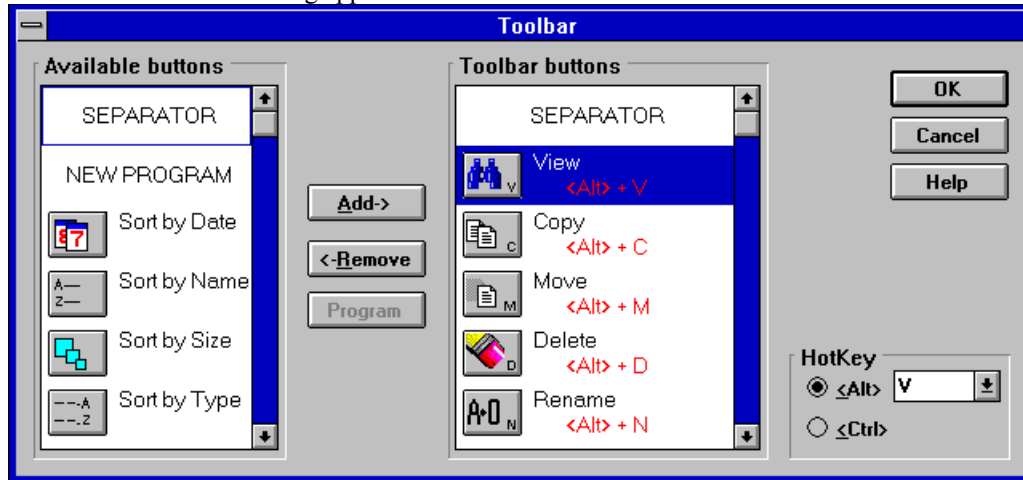 Toolbar
Available buttons
SEPARATOR
NEW PROGRAM
87
Sort by Date
A—
Z—
Sort by Name
Sort by Size
---A
--.Z
Sort by Type
Add->
<-Remove
Program
Toolbar buttons
SEPARATOR
V
View
<Alt> + V
C
Copy
<Alt> + C
M
Move
<Alt> + M
D
Delete
<Alt> + D
A▸O N
Rename
<Alt> + N
OK
Cancel
Help
HotKey
<Alt> V
<Ctrl>